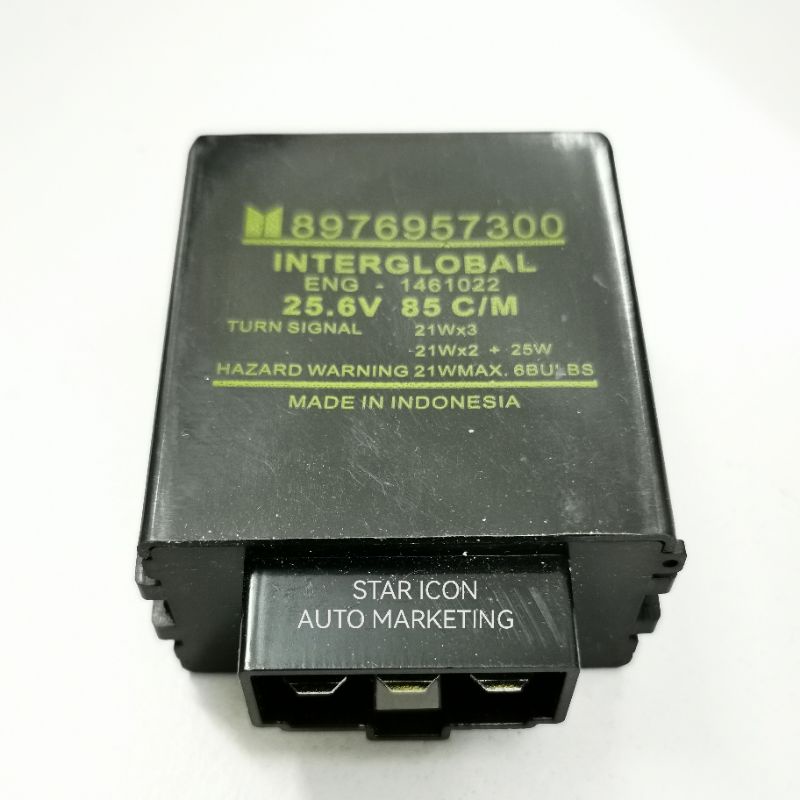 8976957300
INTERGLOBAL
ENG - 1461022
25.6V 85 C/M
TURN SIGNAL 21Wx3
21Wx2 + 25W
HAZARD WARNING 21WMAX. 6BULBS
MADE IN INDONESIA
STAR ICON
AUTO MARKETING